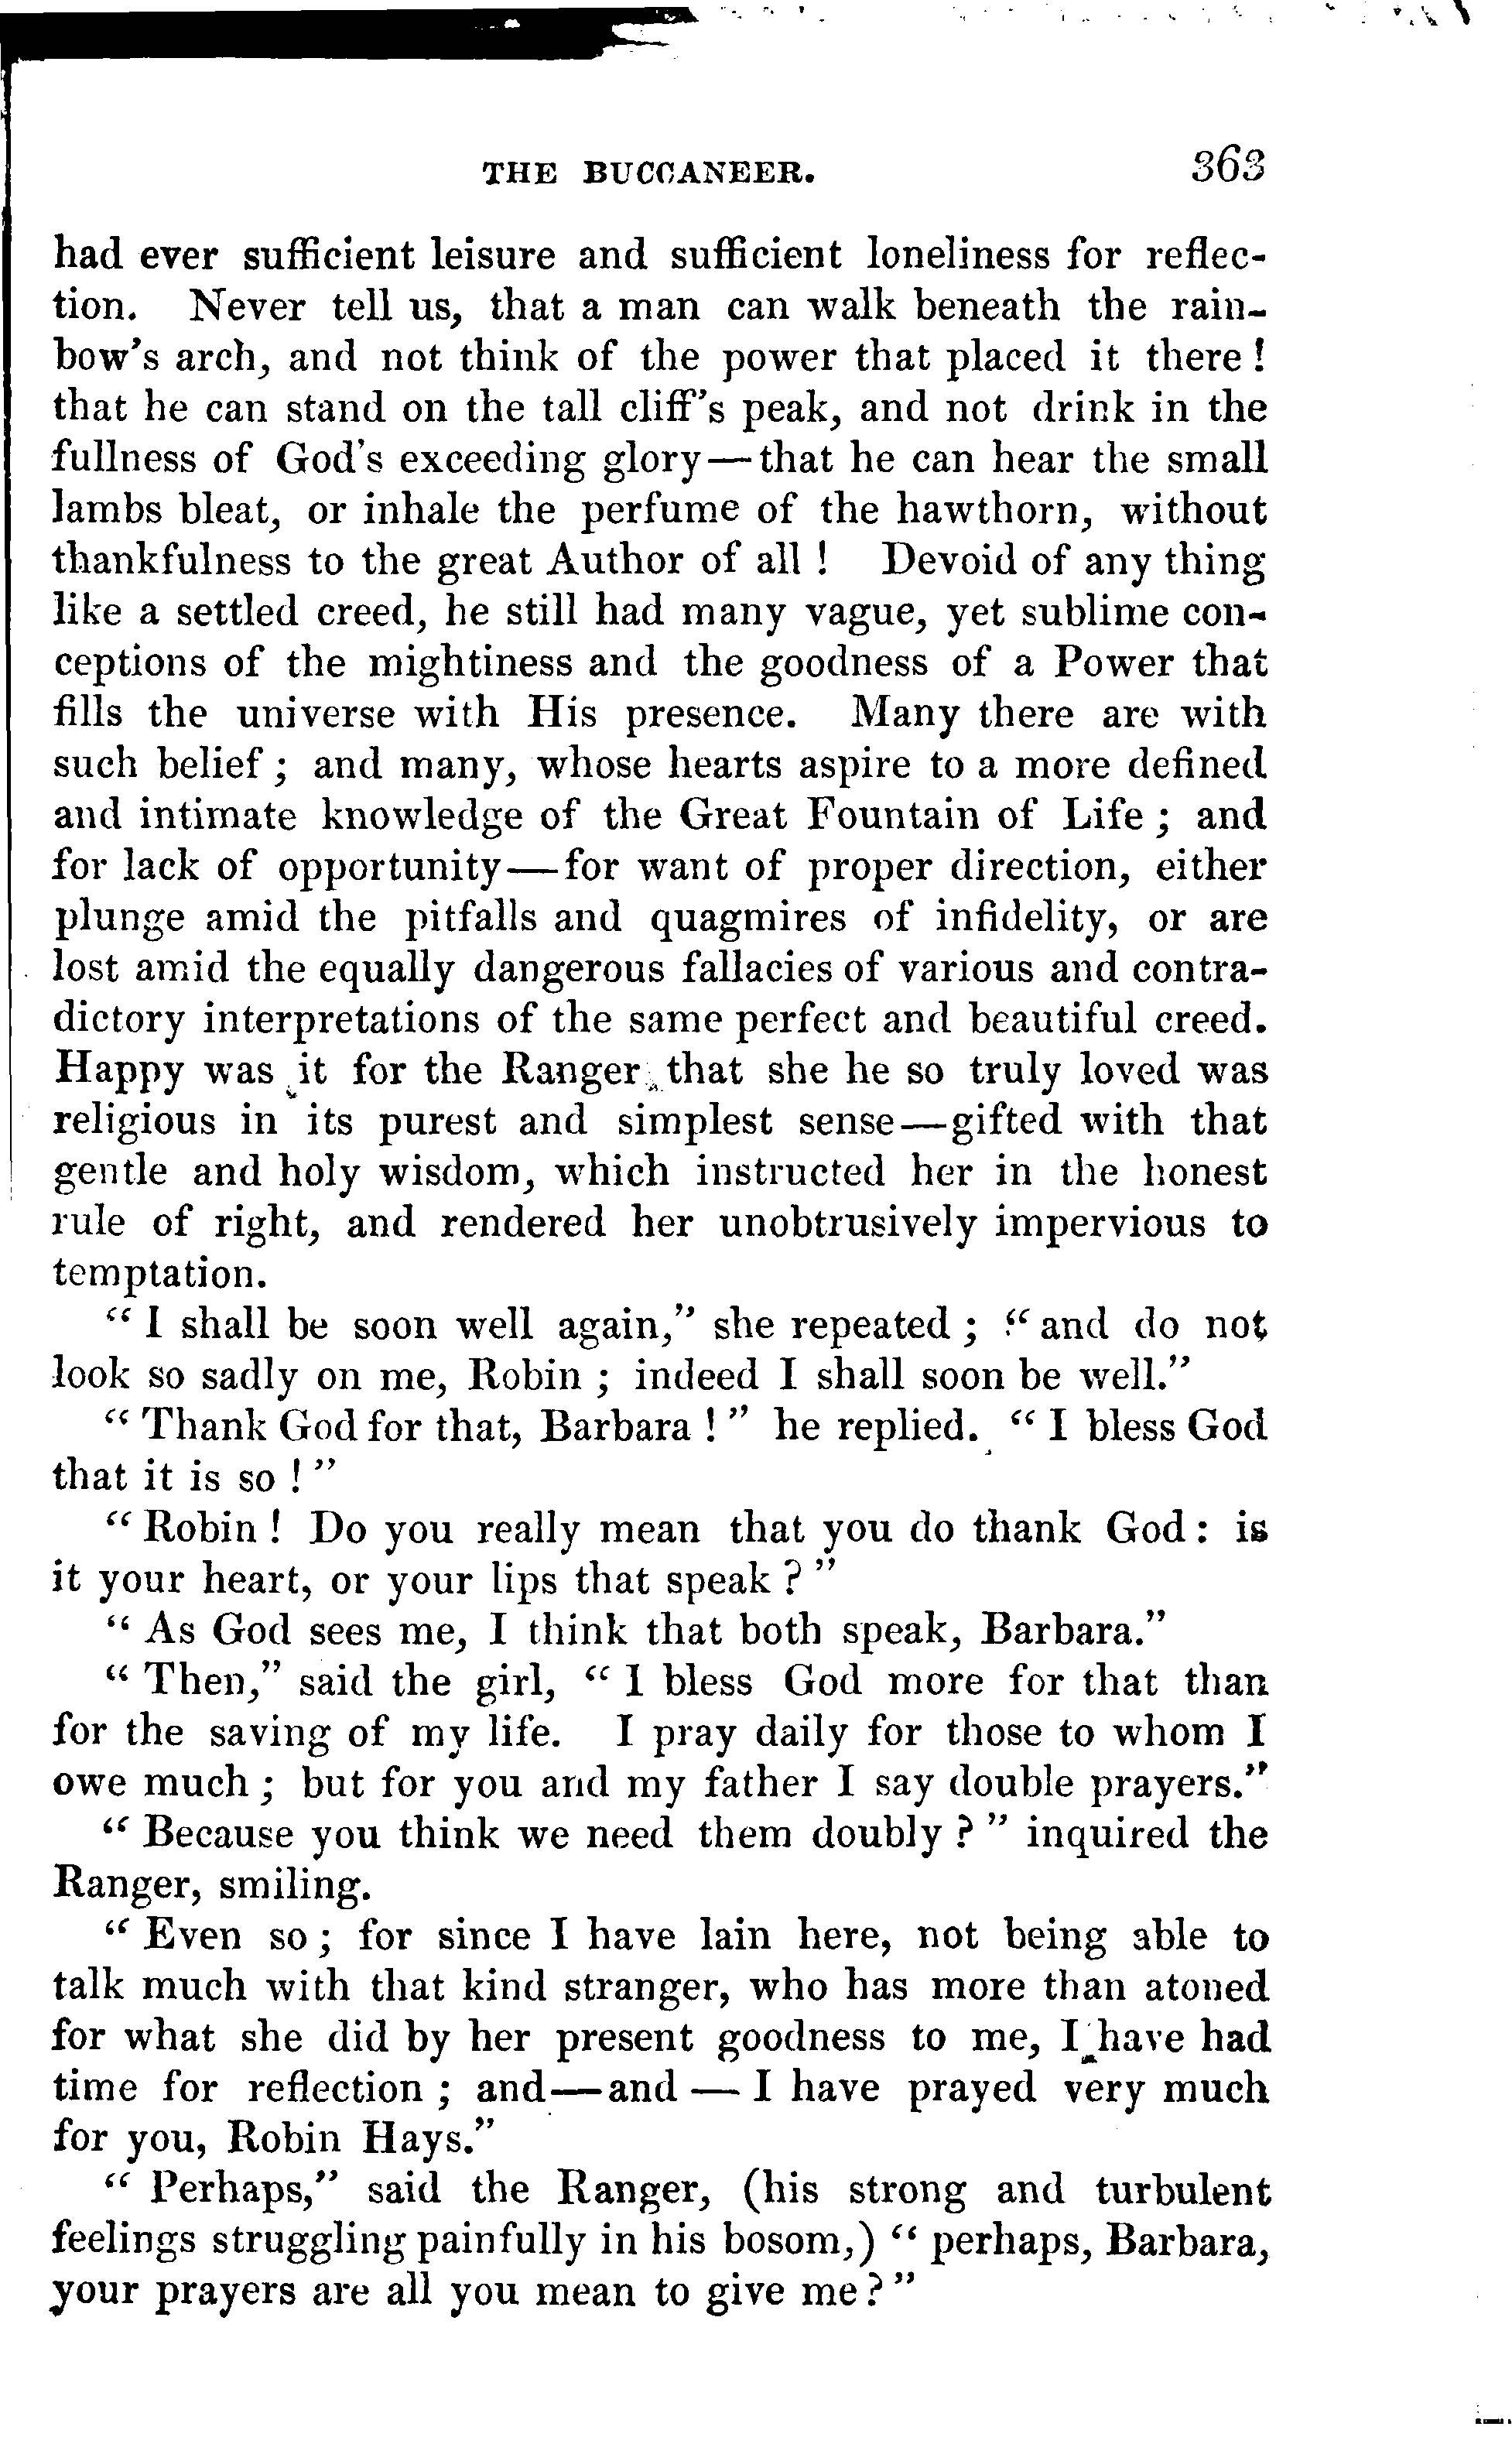 THE BUCCANEER. 363
had ever sufficient leisure and sufficient loneliness for reflec-
tion. Never tell us, that a man can walk beneath the rain-
bow's arch, and not think of the power that placed it there!
that he can stand on the tall cliff's peak, and not drink in the
fullness of God's exceeding glory—that he can hear the small
lambs bleat, or inhale the perfume of the hawthorn, without
thankfulness to the great Author of all! Devoid of any thing
like a settled creed, he still had many vague, yet sublime con-
ceptions of the mightiness and the goodness of a Power that
fills the universe with His presence. Many there are with
such belief; and many, whose hearts aspire to a more defined
and intimate knowledge of the Great Fountain of Life; and
for lack of opportunity—for want of proper direction, either
plunge amid the pitfalls and quagmires of infidelity, or are
lost amid the equally dangerous fallacies of various and contra-
dictory interpretations of the same perfect and beautiful creed.
Happy was it for the Ranger that she he so truly loved was
religious in its purest and simplest sense—gifted with that
gentle and holy wisdom, which instructed her in the honest
rule of right, and rendered her unobtrusively impervious to
temptation.
"I shall be soon well again," she repeated; "and do not
look so sadly on me, Robin; indeed I shall soon be well."
"Thank God for that, Barbara!" he replied. "I bless God
that it is so!"
"Robin! Do you really mean that you do thank God: is
it your heart, or your lips that speak?"
"As God sees me, I think that both speak, Barbara."
"Then," said the girl, "I bless God more for that than
for the saving of my life. I pray daily for those to whom I
owe much; but for you and my father I say double prayers."
"Because you think we need them doubly?" inquired the
Ranger, smiling.
"Even so; for since I have lain here, not being able to
talk much with that kind stranger, who has more than atoned
for what she did by her present goodness to me, I have had
time for reflection; and—and—I have prayed very much
for you, Robin Hays."
"Perhaps," said the Ranger, (his strong and turbulent
feelings struggling painfully in his bosom,) "perhaps, Barbara,
your prayers are all you mean to give me?"